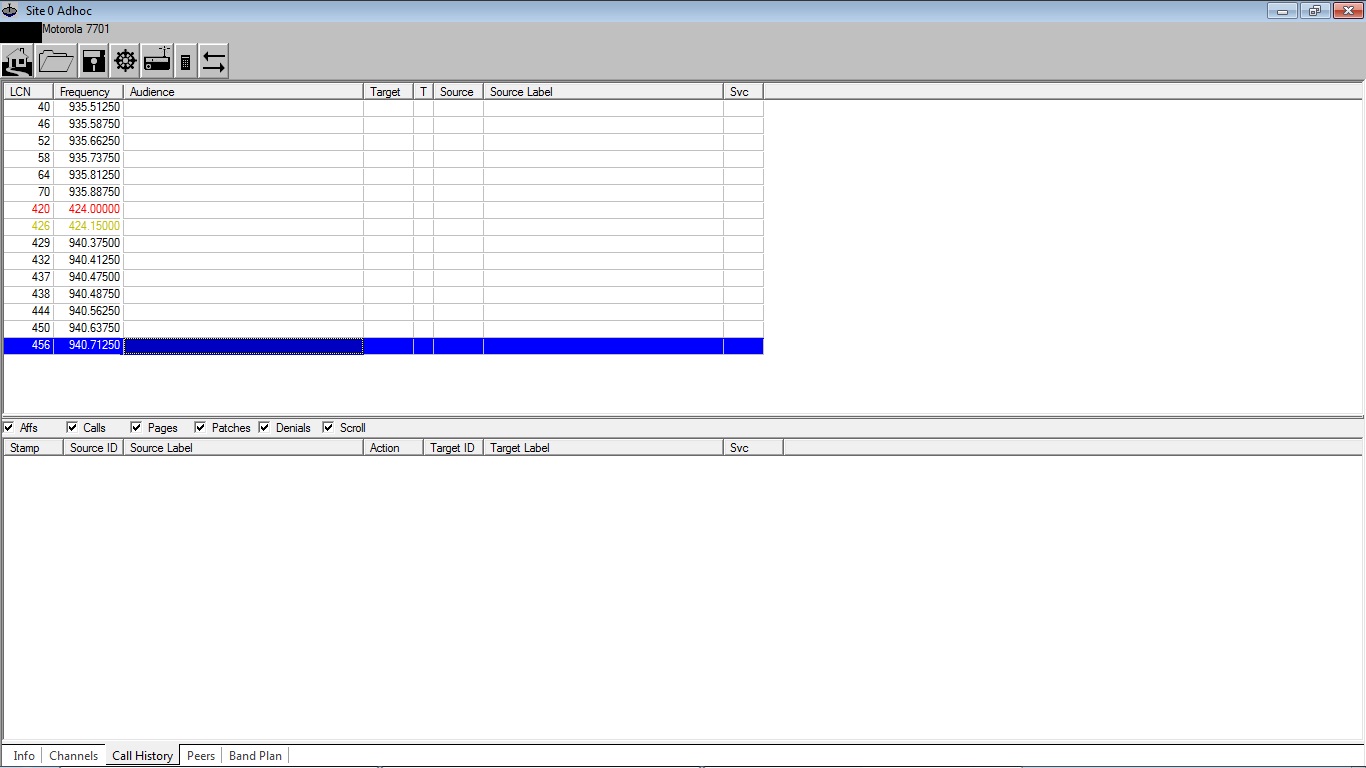 Site 0 Adhoc
Motorola 7701
LCN Frequency Audience Target T Source Source Label Svc
40 935.51250
46 935.58750
52 935.66250
58 935.73750
64 935.81250
70 935.88750
420 424.00000
426 424.15000
429 940.37500
432 940.41250
437 940.47500
438 940.48750
444 940.56250
450 940.63750
456 940.71250
Affs Calls Pages Patches Denials Scroll
Stamp Source ID Source Label Action Target ID Target Label Svc
Info Channels Call History Peers Band Plan